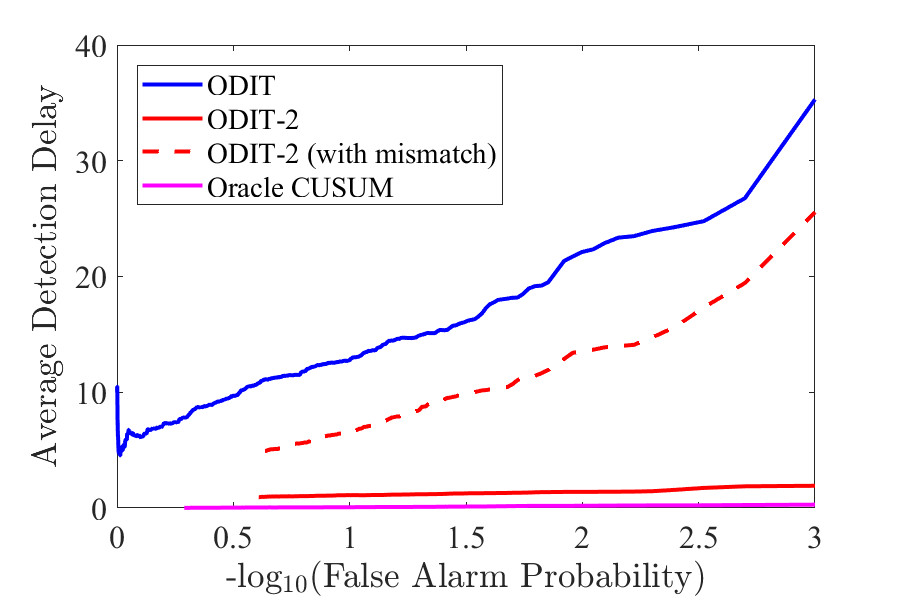 40
30
20
10
0
Average Detection Delay
ODIT
ODIT-2
ODIT-2 (with mismatch)
Oracle CUSUM
0 0.5 1 1.5 2 2.5 3
-log₁₀(False Alarm Probability)